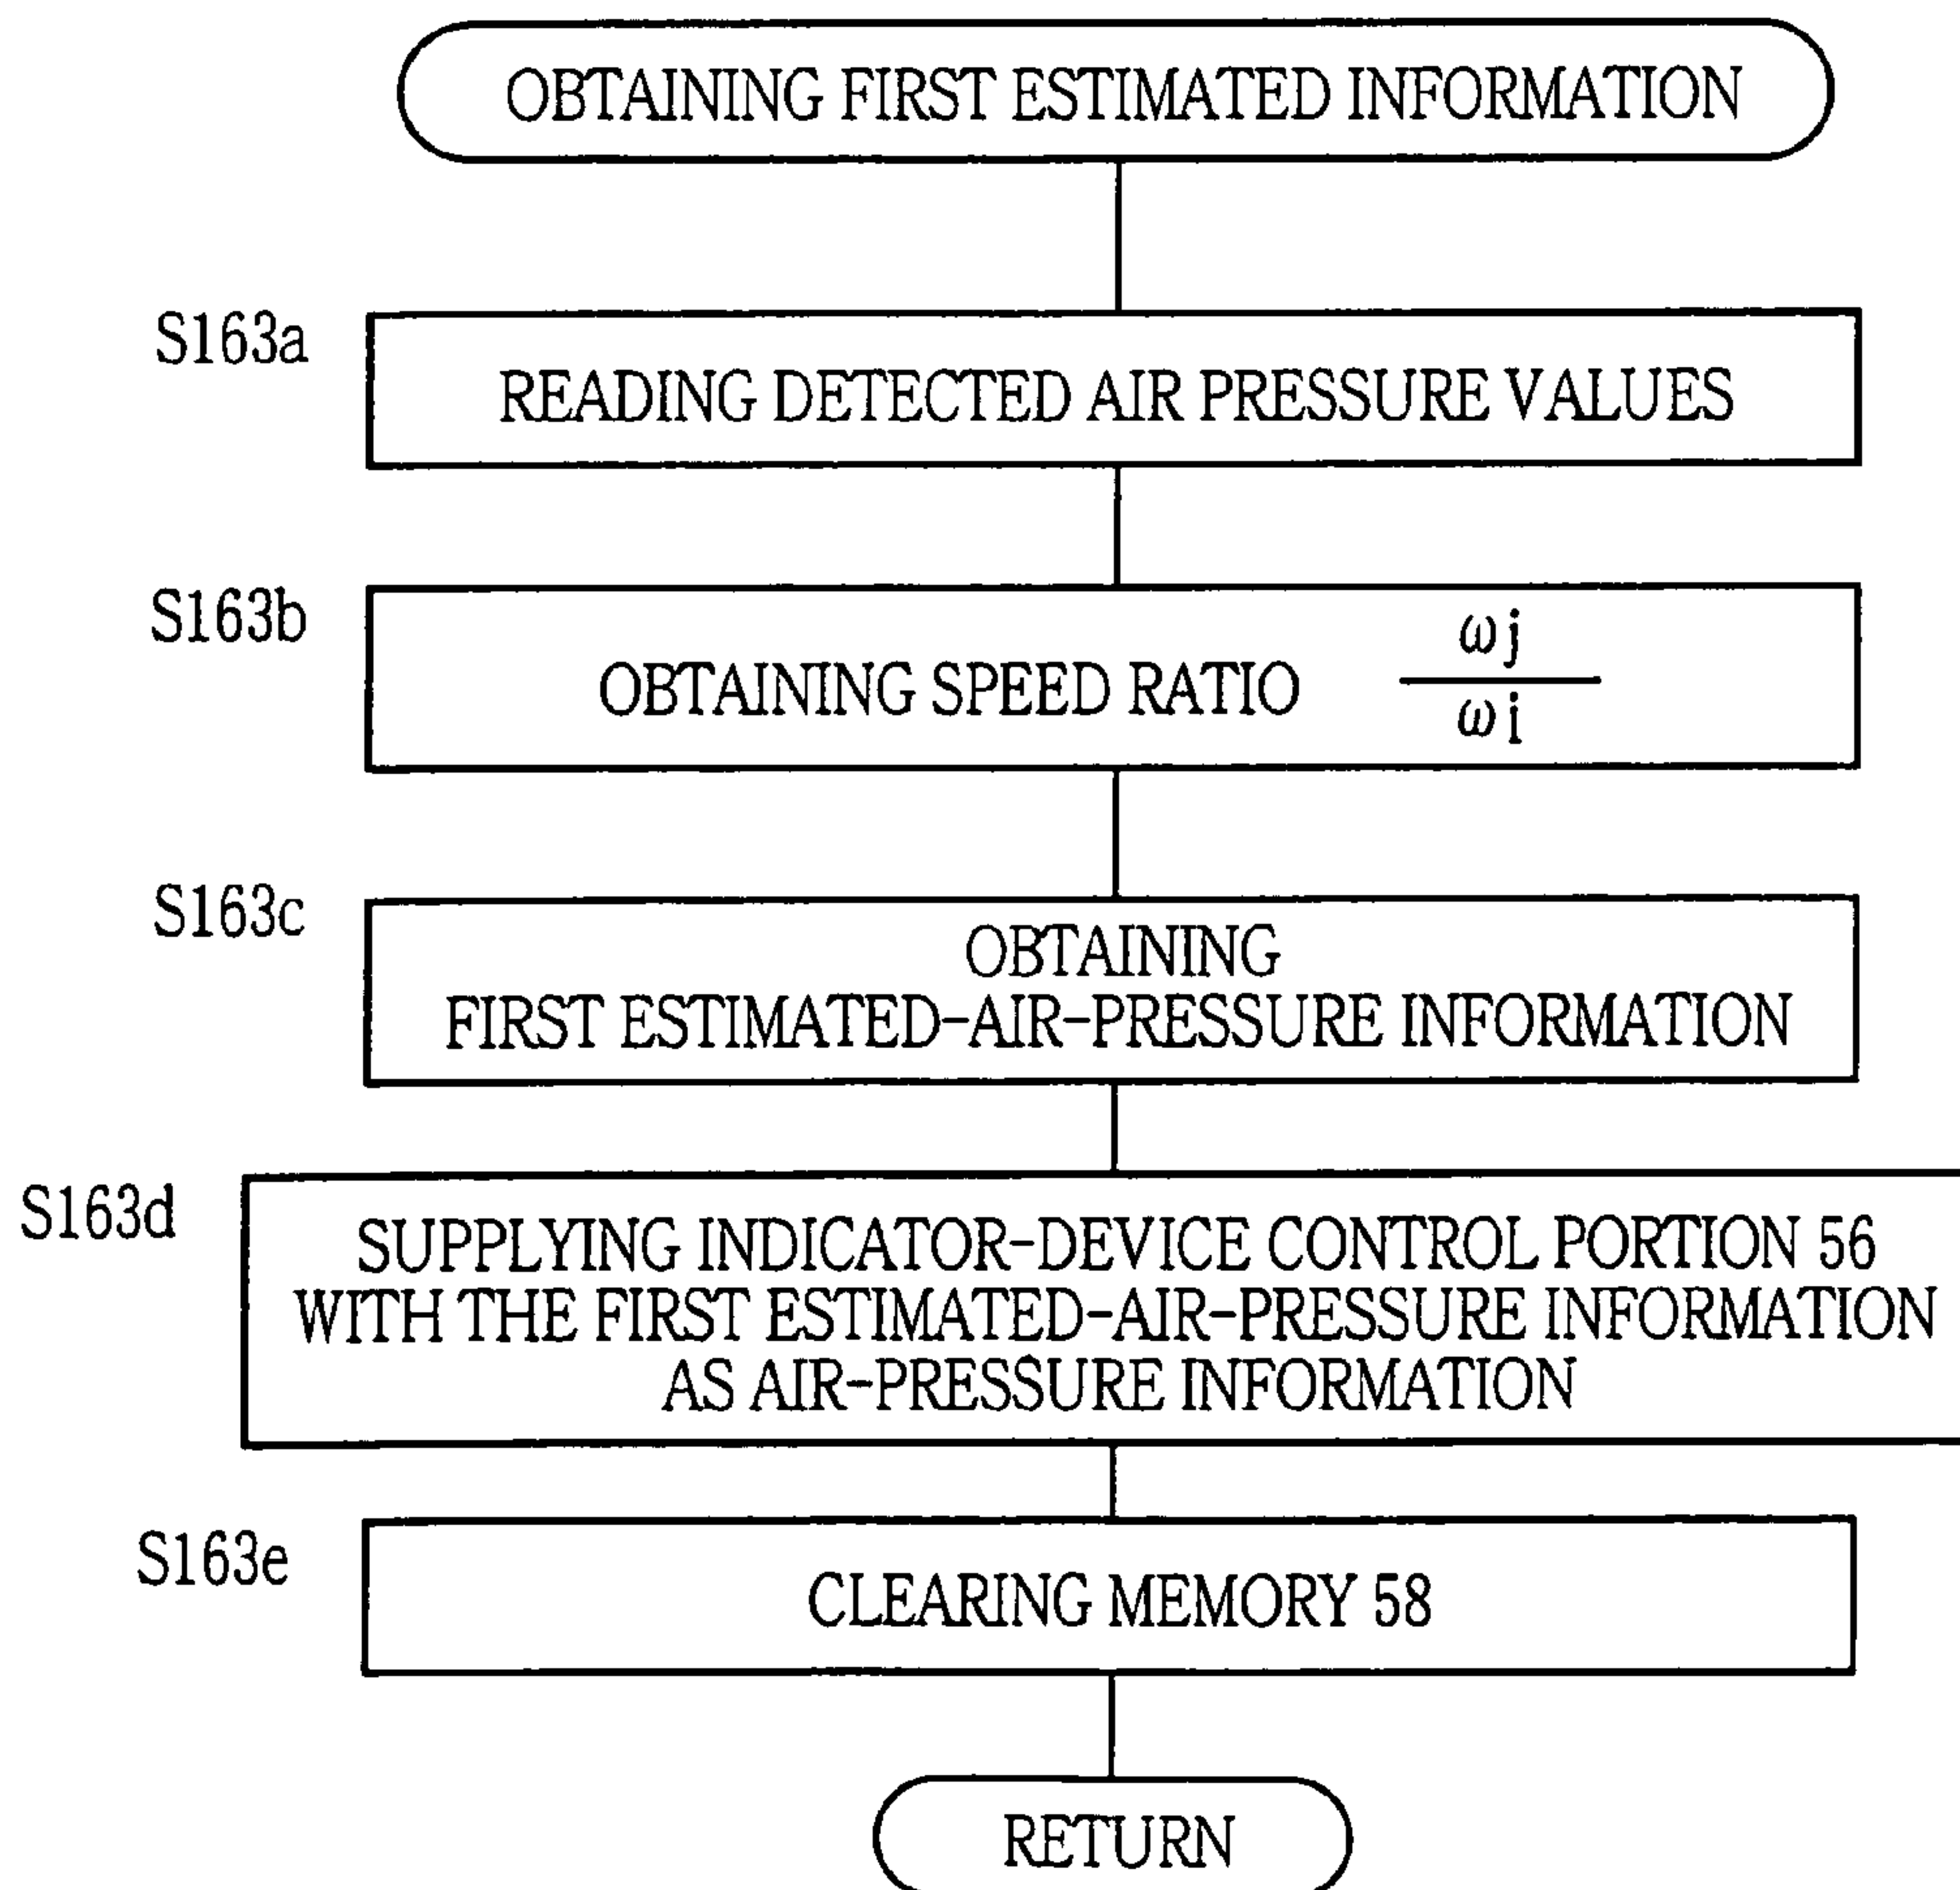 OBTAINING FIRST ESTIMATED INFORMATION
S163a
READING DETECTED AIR PRESSURE VALUES
S163b
OBTAINING SPEED RATIO ωj
ωi
S163c
OBTAINING
FIRST ESTIMATED-AIR-PRESSURE INFORMATION
S163d
SUPPLYING INDICATOR-DEVICE CONTROL PORTION 56
WITH THE FIRST ESTIMATED-AIR-PRESSURE INFORMATION
AS AIR-PRESSURE INFORMATION
S163e
CLEARING MEMORY 58
RETURN